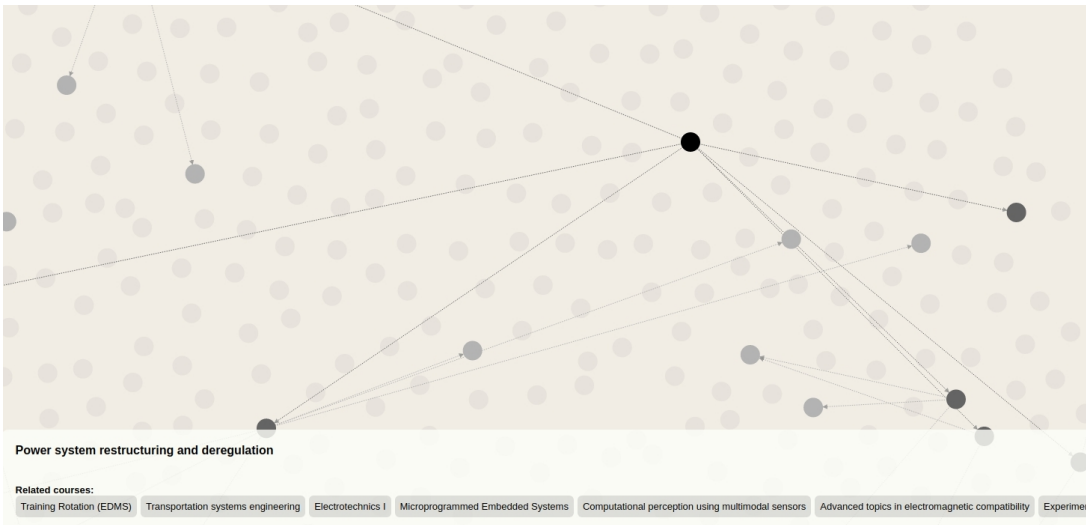 Power system restructuring and deregulation
Related courses:
Training Rotation (EDMS) Transportation systems engineering Electrotechnics I Microprogrammed Embedded Systems Computational perception using multimodal sensors Advanced topics in electromagnetic compatibility Experime